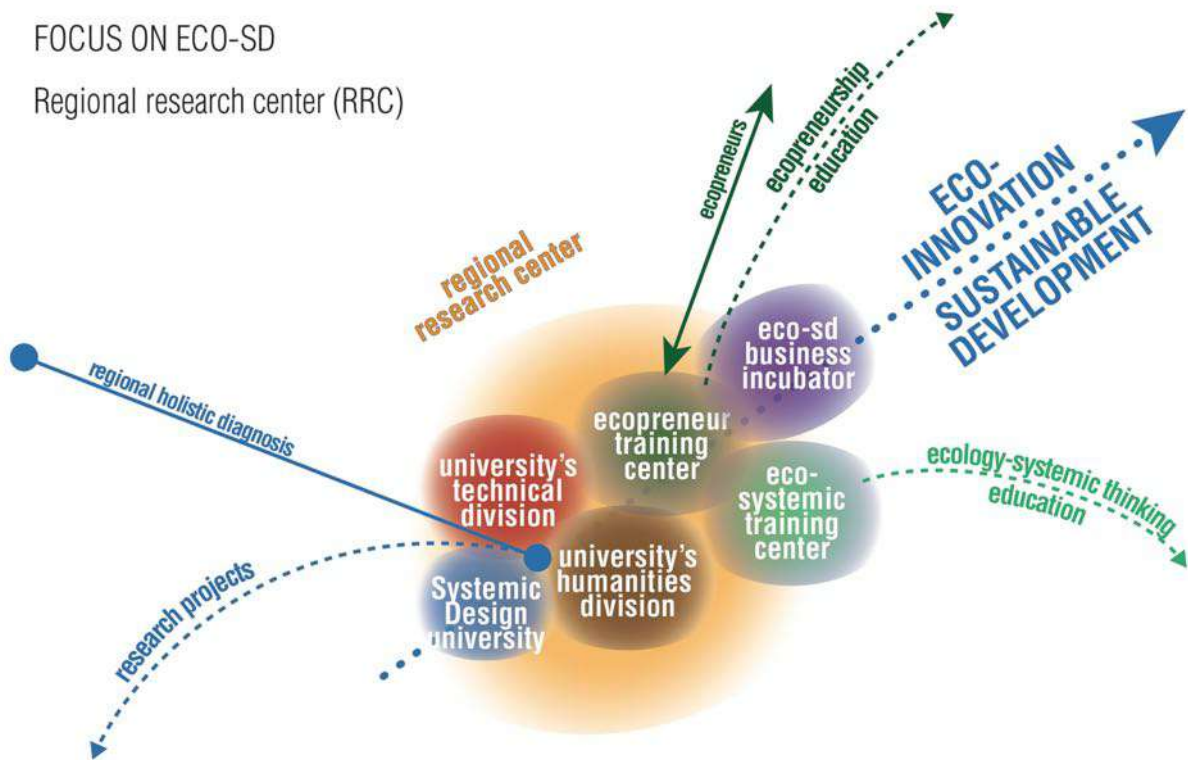 FOCUS ON ECO-SD
Regional research center (RRC)
ecopreneurs
ecopreneurship
education
ECO-
INNOVATION
SUSTAINABLE
DEVELOPMENT
regional
research center
eco-sd
business
incubator
regional holistic diagnosis
ecopreneur
training
center
university's
technical
division
eco-
systemic
training
center
ecology-systemic thinking
education
university's
humanities
division
Systemic
Design
university
research projects